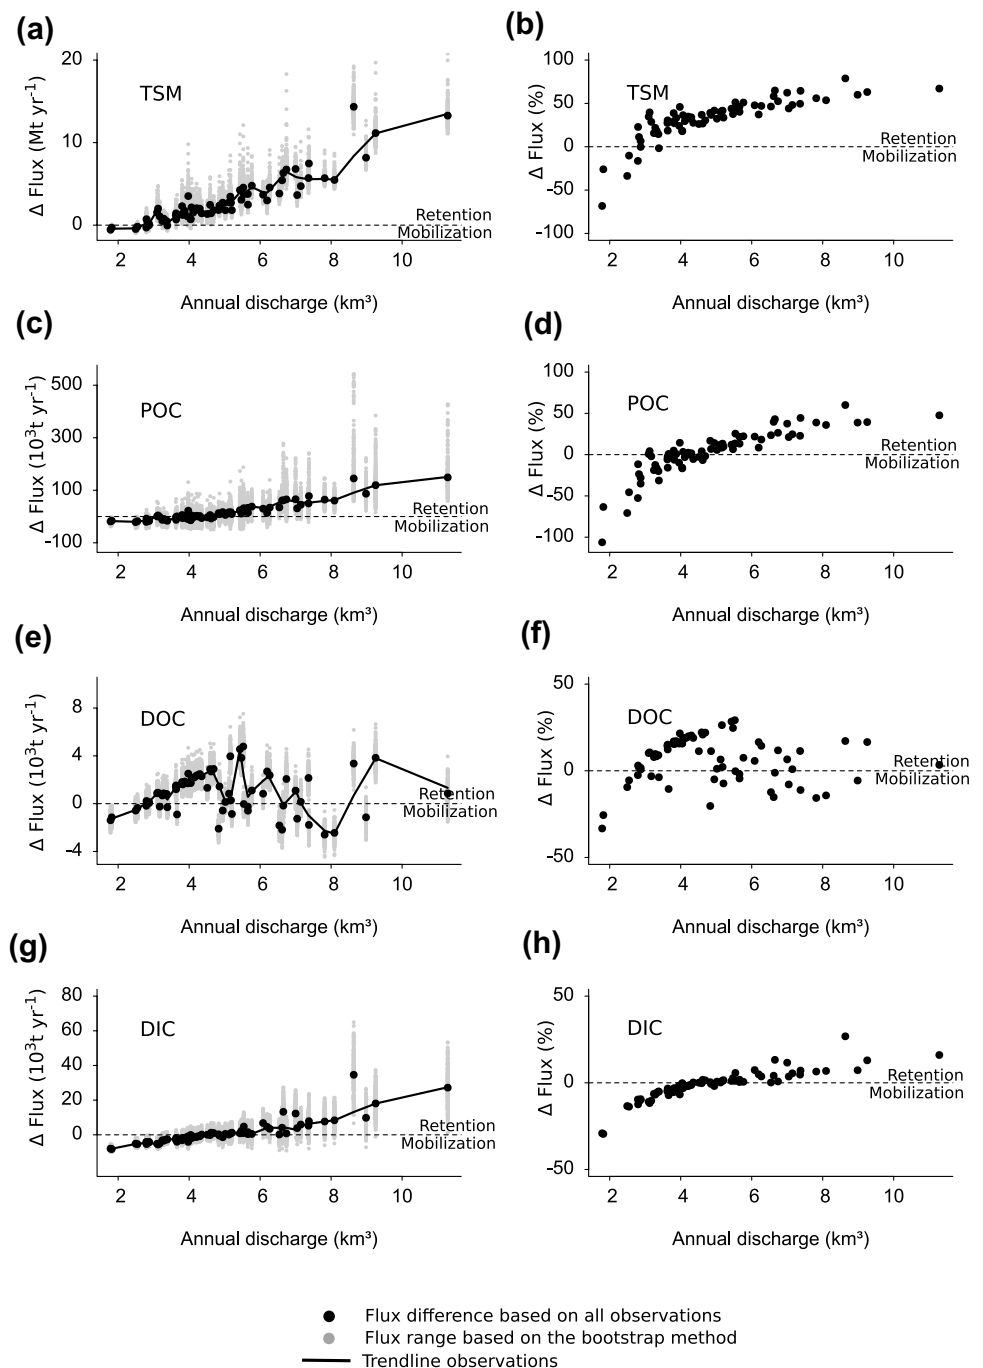 (a)
Δ Flux (Mt yr⁻¹)
20
10
0
TSM
Retention
Mobilization
2 4 6 8 10
Annual discharge (km³)
(b)
Δ Flux (%)
100
50
0
-50
-100
TSM
Retention
Mobilization
2 4 6 8 10
Annual discharge (km³)
(c)
Δ Flux (10³t yr⁻¹)
500
300
100
-100
POC
Retention
Mobilization
2 4 6 8 10
Annual discharge (km³)
(d)
Δ Flux (%)
100
50
0
-50
-100
POC
Retention
Mobilization
2 4 6 8 10
Annual discharge (km³)
(e)
Δ Flux (10³t yr⁻¹)
8
4
0
-4
DOC
Retention
Mobilization
2 4 6 8 10
Annual discharge (km³)
(f)
Δ Flux (%)
50
0
-50
DOC
Retention
Mobilization
2 4 6 8 10
Annual discharge (km³)
(g)
Δ Flux (10³t yr⁻¹)
80
60
40
20
0
DIC
Retention
Mobilization
2 4 6 8 10
Annual discharge (km³)
(h)
Δ Flux (%)
50
0
-50
DIC
Retention
Mobilization
2 4 6 8 10
Annual discharge (km³)
Flux difference based on all observations
Flux range based on the bootstrap method
Trendline observations